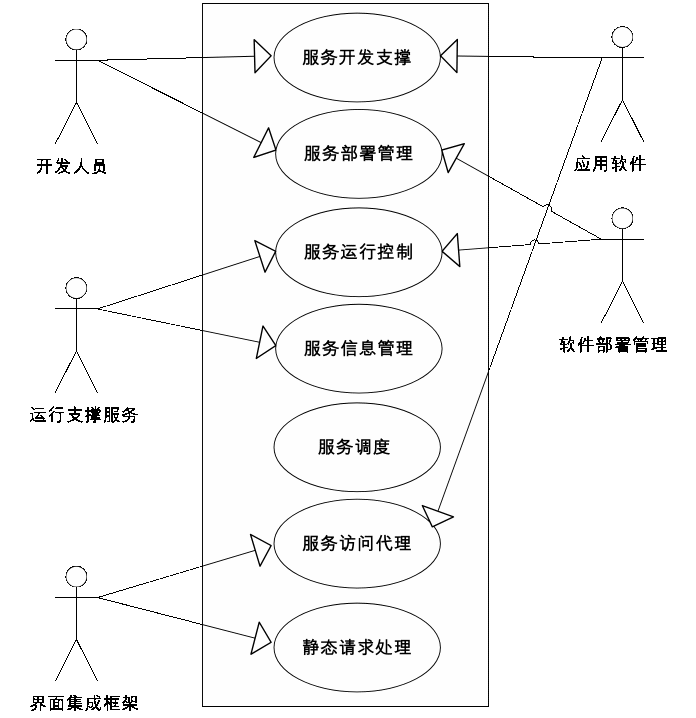 服务开发支撑
服务部署管理
开发人员
应用软件
服务运行控制
服务信息管理
软件部署管理
运行支撑服务
服务调度
服务访问代理
静态请求处理
界面集成框架